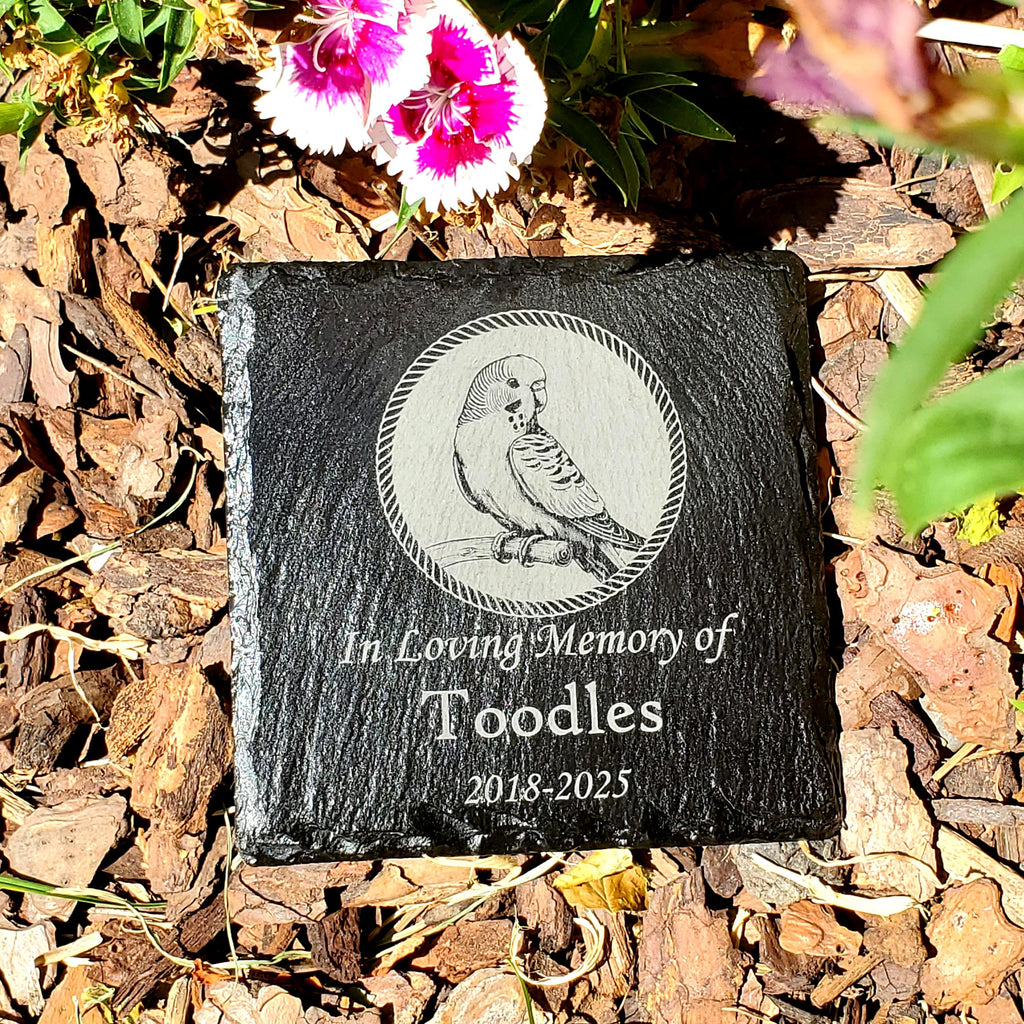 In Loving Memory of
Toodles
2018-2025